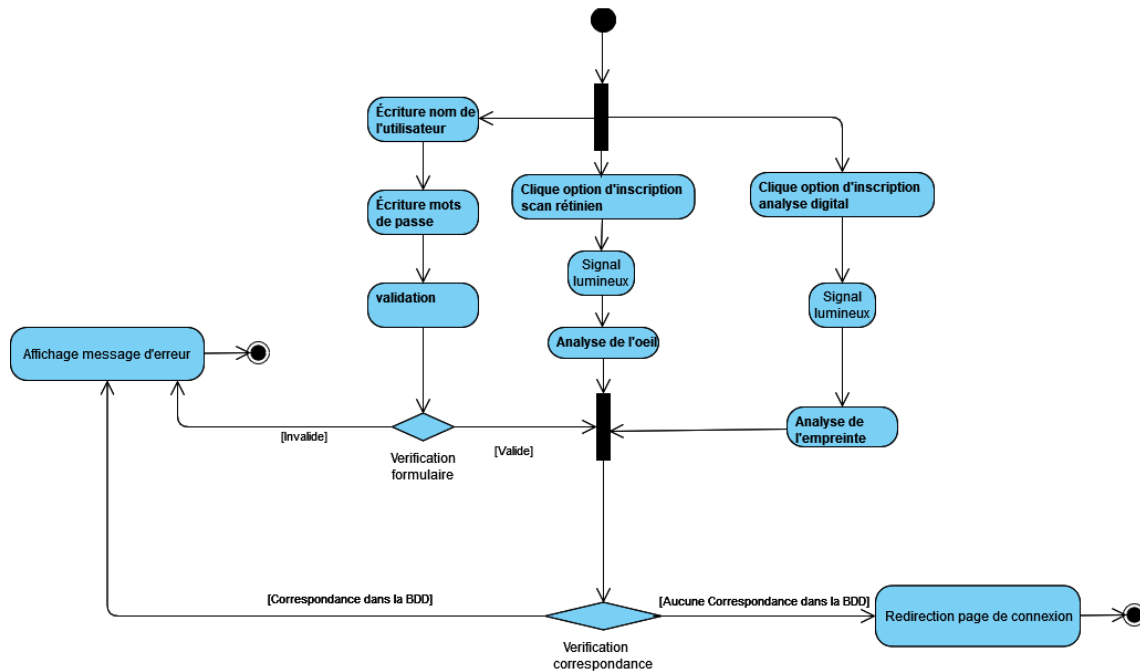 Écriture nom de
l'utilisateur
Écriture mots
de passe
validation
Clique option d'inscription
scan rétinien
Signal
lumineux
Analyse de l'oeil
Clique option d'inscription
analyse digital
Signal
lumineux
Analyse de
l'empreinte
Affichage message d'erreur
[Invalide]
[Valide]
Verification
formulaire
[Correspondance dans la BDD]
[Aucune Correspondance dans la BDD]
Verification
correspondance
Redirection page de connexion